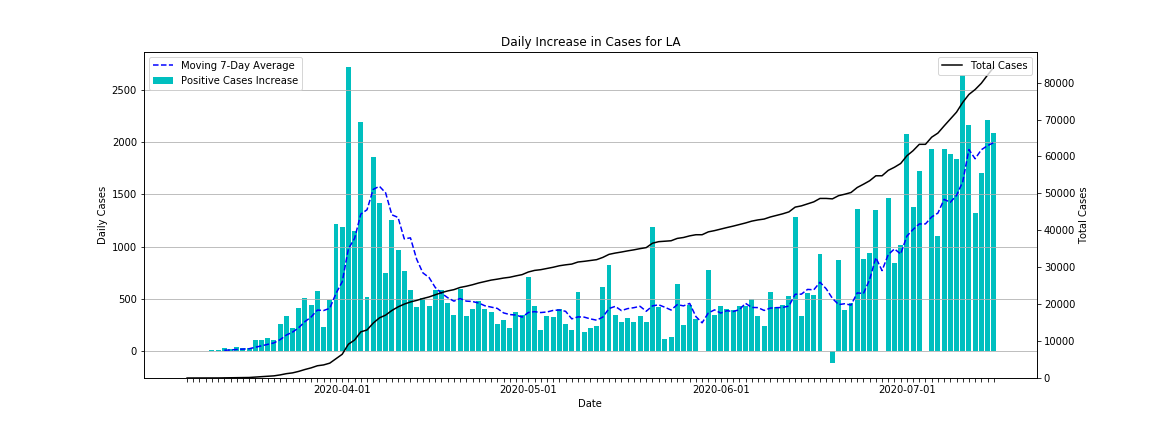 Daily Increase in Cases for LA
Moving 7-Day Average
Positive Cases Increase
Total Cases
2500
2000
1500
1000
500
0
Daily Cases
80000
70000
60000
50000
40000
30000
20000
10000
0
Total Cases
2020-04-01
2020-05-01
2020-06-01
2020-07-01
Date